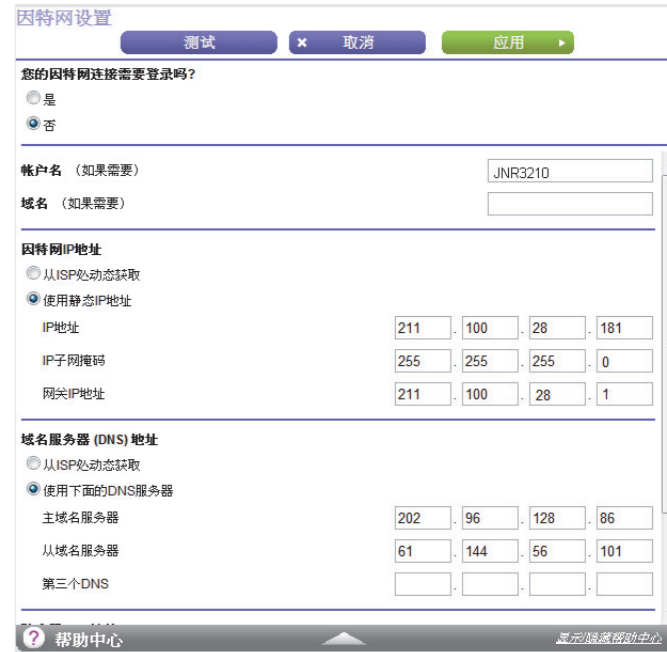 因特网设置
测试 × 取消 应用
您的因特网连接需要登录吗?
是
否
帐户名 (如果需要) JNR3210
域名 (如果需要)
因特网IP地址
从ISP处动态获取
使用静态IP地址
IP地址 211 . 100 . 28 . 181
IP子网掩码 255 . 255 . 255 . 0
网关IP地址 211 . 100 . 28 . 1
域名服务器 (DNS) 地址
从ISP处动态获取
使用下面的DNS服务器
主域名服务器 202 . 96 . 128 . 86
从域名服务器 61 . 144 . 56 . 101
第三个DNS . . .
? 帮助中心 显示/隐藏帮助中心